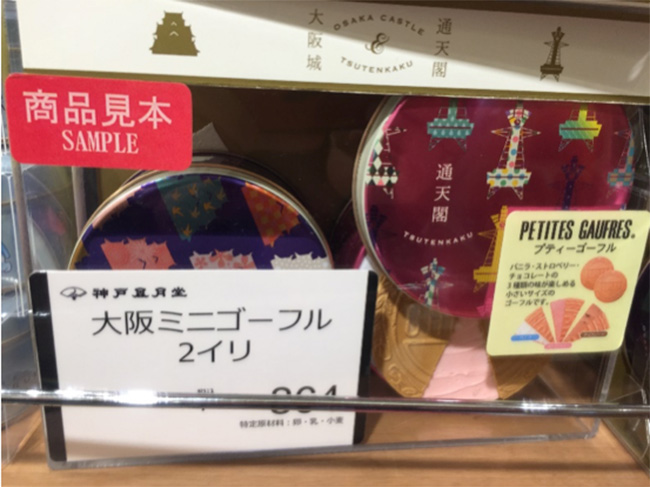 大阪城
OSAKA CASTLE
&
TSUTENKAKU
通天閣
商品見本
SAMPLE
通天閣
TSUTENKAKU
PETITES GAUFRES®
プティーゴーフル
バニラ・ストロベリー・
チョコレートの
3種類の味が楽しめる
小さいサイズの
ゴーフルです。
神戸風月堂
大阪ミニゴーフル
2イリ
特定原材料：卵・乳・小麦